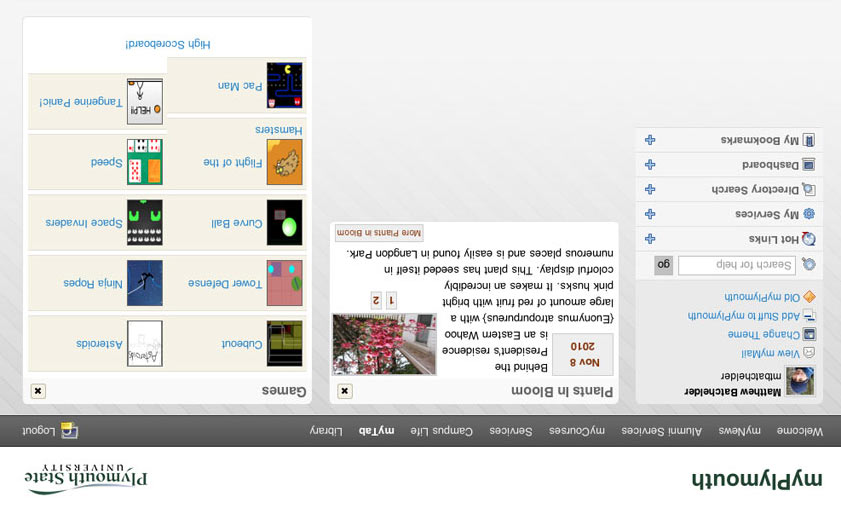 myPlymouth
Plymouth State
UNIVERSITY
Welcome myNews Alumni Services myCourses Services Campus Life myTab Library Logout
Matthew Batchelder
mbatchelder
View myMail
Change Theme
Add Stuff to myPlymouth
Old myPlymouth
Search for help go
Hot Links
My Services
Directory Search
Dashboard
My Bookmarks
Plants In Bloom
Nov 8
2010
Behind the
President's residence
is an Eastern Wahoo
{Euonymus atropurpureus} with a
large amount of red fruit with bright
pink husks. It makes an incredibly
colorful display. This plant has seeded itself in
numerous places and is easily found in Langdon Park.
1 2
More Plants in Bloom
Games
Cubeout
Asteroids
Tower Defense
Ninja Ropes
Curve Ball
Space Invaders
Flight of the
Hamsters
Speed
Pac Man
HELP!!
Tangerine Panic!
High Scoreboard!